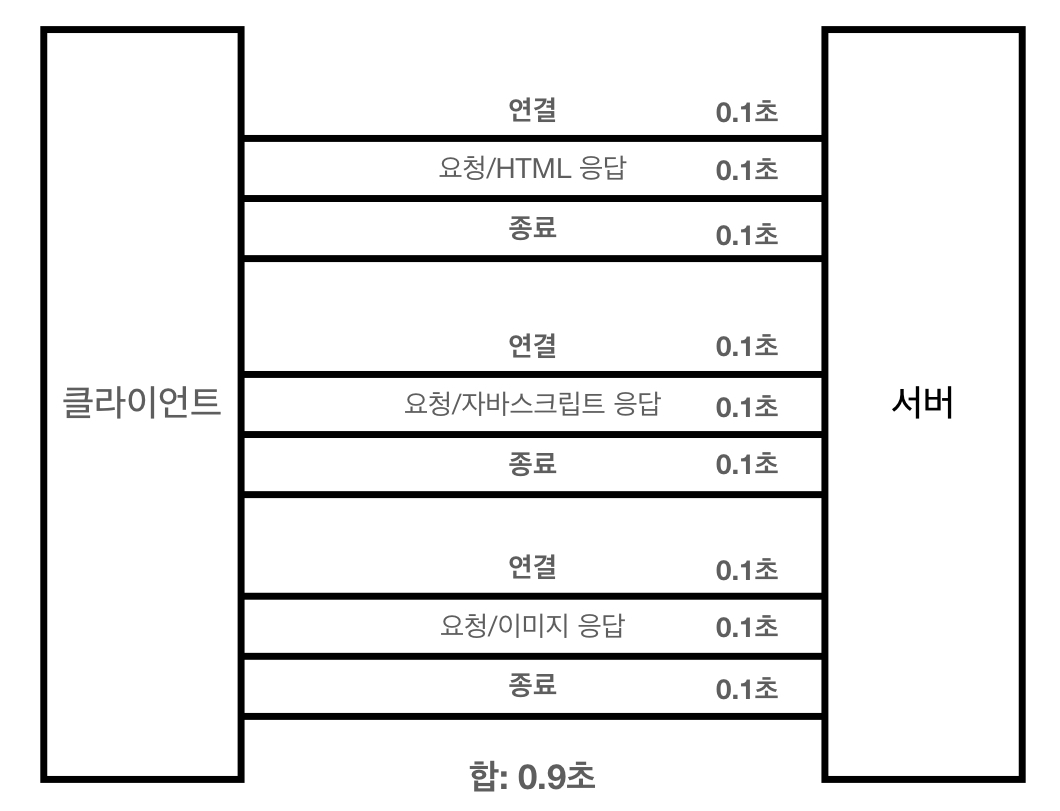 연결 0.1초
요청/HTML 응답 0.1초
종료 0.1초
연결 0.1초
클라이언트
요청/자바스크립트 응답 0.1초
서버
종료 0.1초
연결 0.1초
요청/이미지 응답 0.1초
종료 0.1초
합: 0.9초